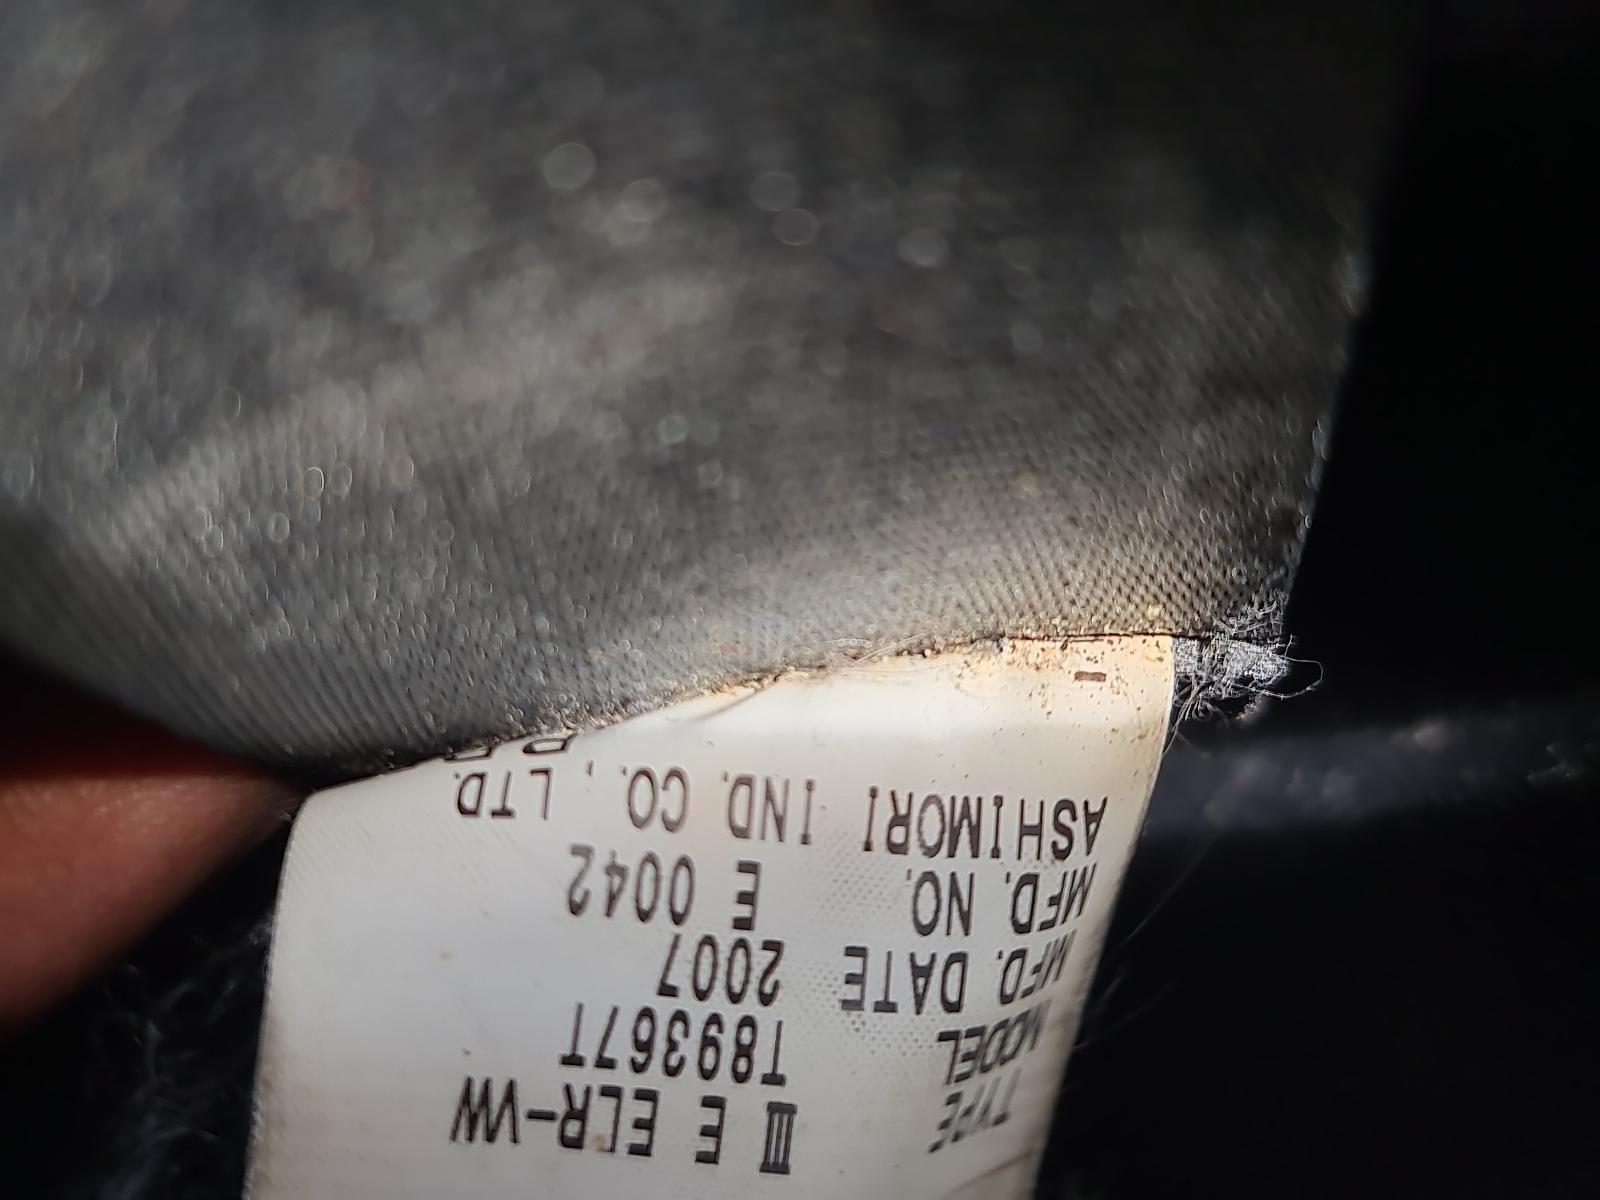 TYPE III E ELR-VW
MODEL T89367T
MFD. DATE 2007
MFD. NO. E 0042
ASHIMORI IND. CO., LTD.